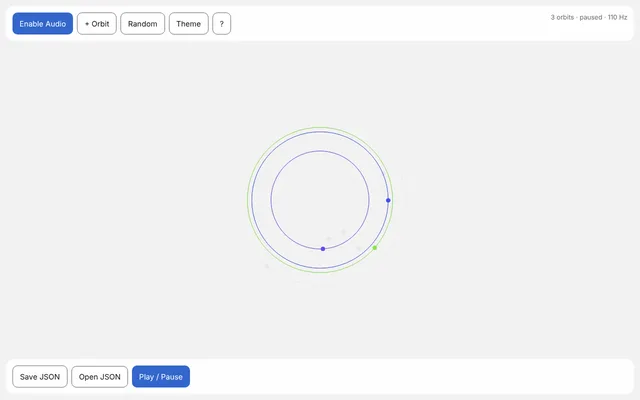 Enable Audio
+ Orbit
Random
Theme
?
3 orbits · paused · 110 Hz
Save JSON
Open JSON
Play / Pause